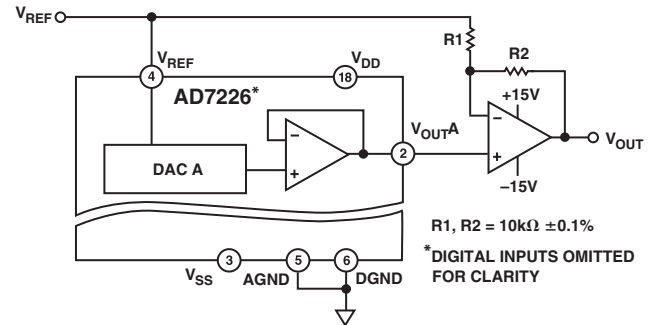 VREF
R1
R2
VREF
VDD
4
18
AD7226*
+15V
VOUTA
–
–
VOUT
DAC A
+
2
+
–15V
R1, R2 = 10kΩ ±0.1%
*DIGITAL INPUTS OMITTED
FOR CLARITY
VSS
3
AGND
5
6
DGND